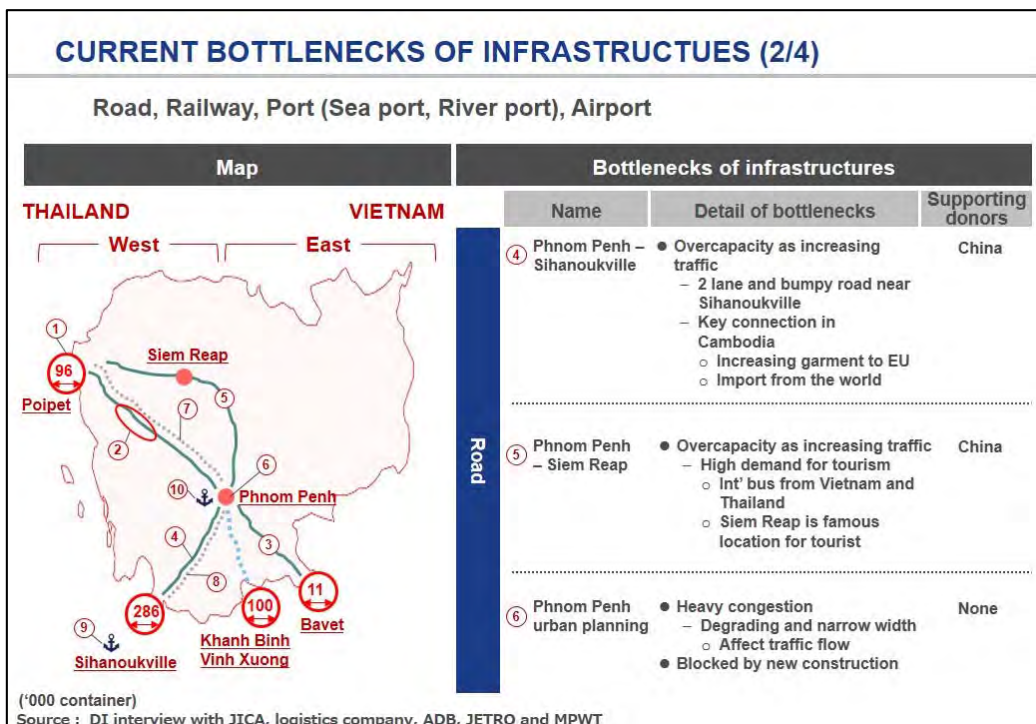 CURRENT BOTTLENECKS OF INFRASTRUCTUES (2/4)
Road, Railway, Port (Sea port, River port), Airport
Map
THAILAND
VIETNAM
West
East
1
96
Poipet
Siem Reap
2
7
5
6
10
Phnom Penh
4
3
8
286
9
Sihanoukville
100
Khanh Binh
Vinh Xuong
11
Bavet
('000 container)
Bottlenecks of infrastructures
Name
Detail of bottlenecks
Supporting
donors
Road
4 Phnom Penh –
Sihanoukville
● Overcapacity as increasing
traffic
– 2 lane and bumpy road near
Sihanoukville
– Key connection in
Cambodia
o Increasing garment to EU
o Import from the world
China
5 Phnom Penh
– Siem Reap
● Overcapacity as increasing traffic
– High demand for tourism
o Int' bus from Vietnam and
Thailand
o Siem Reap is famous
location for tourist
China
6 Phnom Penh
urban planning
● Heavy congestion
– Degrading and narrow width
o Affect traffic flow
● Blocked by new construction
None
Source : DI interview with JICA, logistics company, ADB, JETRO and MPWT